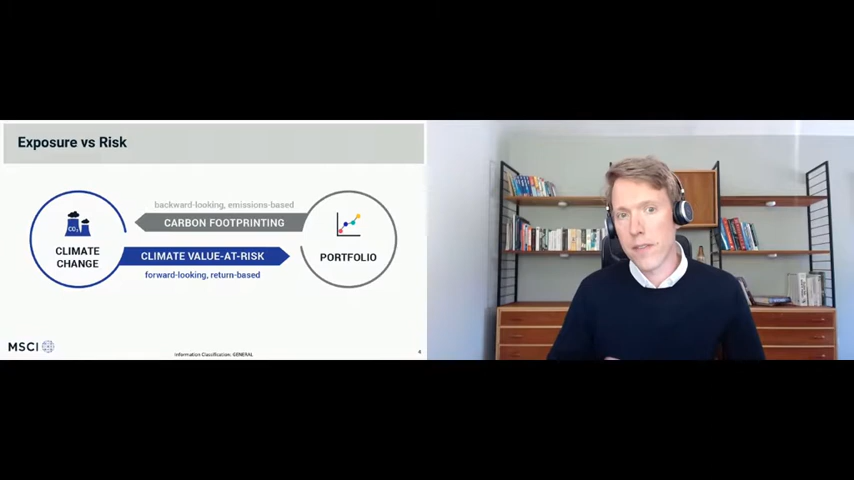 Exposure vs Risk
backward-looking, emissions-based
CARBON FOOTPRINTING
CO₂
CLIMATE
CHANGE
CLIMATE VALUE-AT-RISK
PORTFOLIO
forward-looking, return-based
MSCI
Information Classification: GENERAL
4